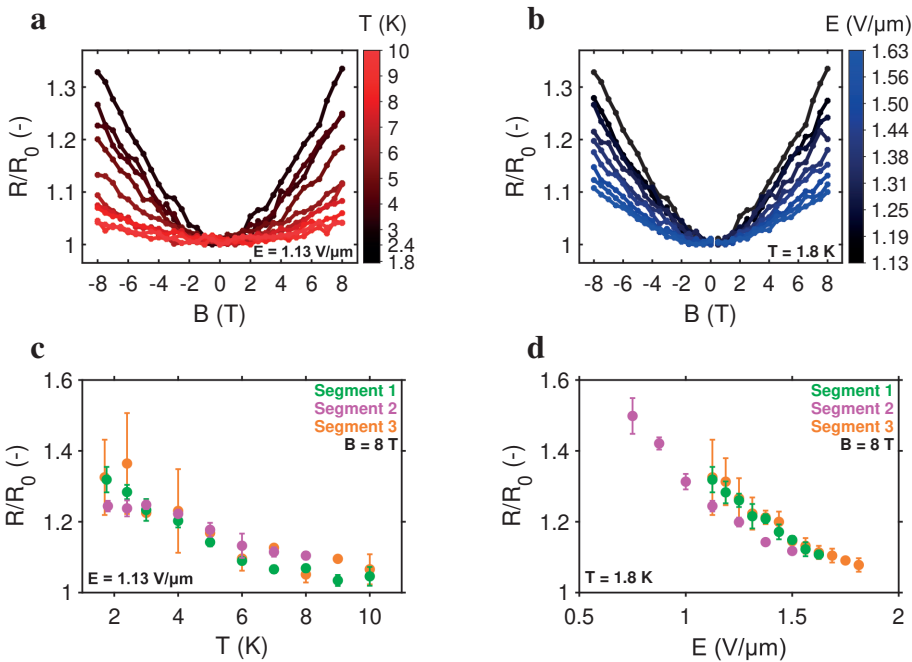 a
T (K)
R/R0 (-)
1.3
1.2
1.1
1
-8 -6 -4 -2 0 2 4 6 8
B (T)
E = 1.13 V/µm
10
9
8
7
6
5
4
3
2.4
1.8
b
E (V/µm)
R/R0 (-)
1.3
1.2
1.1
1
-8 -6 -4 -2 0 2 4 6 8
B (T)
T = 1.8 K
1.63
1.56
1.50
1.44
1.38
1.31
1.25
1.19
1.13
c
R/R0 (-)
1.6
1.4
1.2
1
2 4 6 8 10
T (K)
Segment 1
Segment 2
Segment 3
B = 8 T
E = 1.13 V/µm
d
R/R0 (-)
1.6
1.4
1.2
1
0.5 1 1.5 2
E (V/µm)
Segment 1
Segment 2
Segment 3
B = 8 T
T = 1.8 K